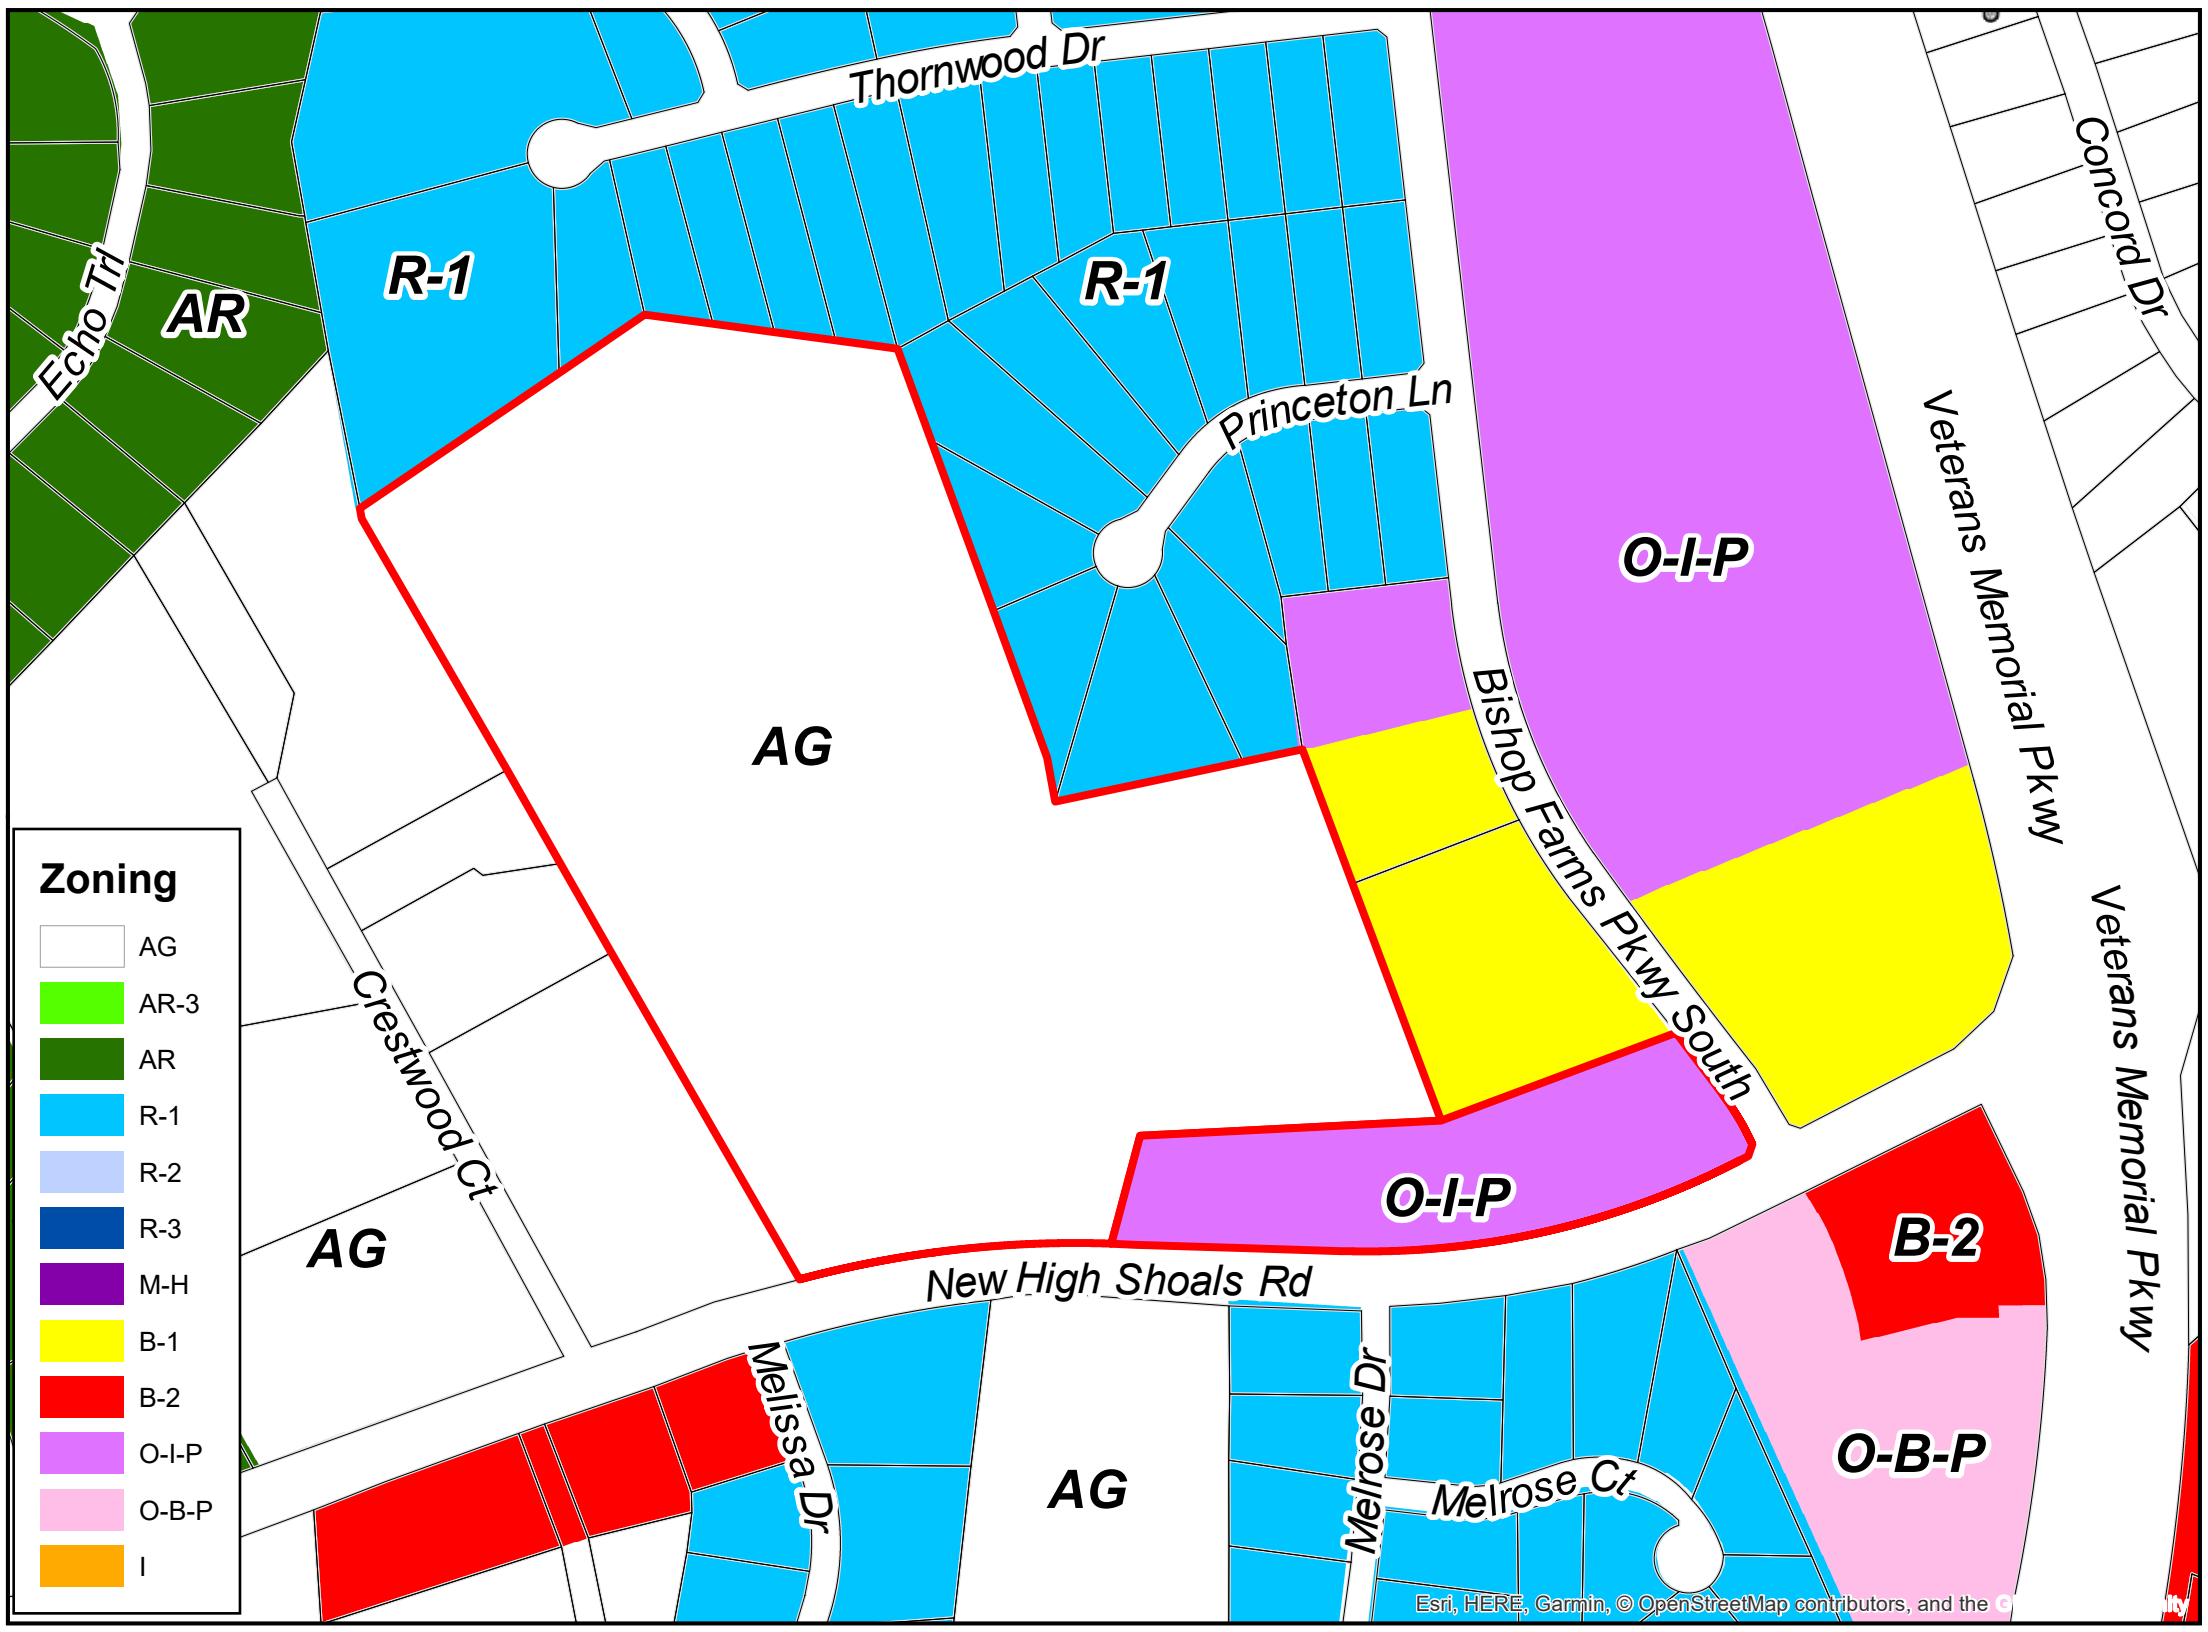 Thornwood Dr
Concord Dr
Echo Trl
AR
R-1
R-1
Princeton Ln
Veterans Memorial Pkwy
O-I-P
Bishop Farms Pkwy South
AG
Veterans Memorial Pkwy
Crestwood Ct
AG
O-I-P
B-2
New High Shoals Rd
Melissa Dr
AG
Melrose Dr
Melrose Ct
O-B-P
Zoning
AG
AR-3
AR
R-1
R-2
R-3
M-H
B-1
B-2
O-I-P
O-B-P
I
Esri, HERE, Garmin, © OpenStreetMap contributors, and the